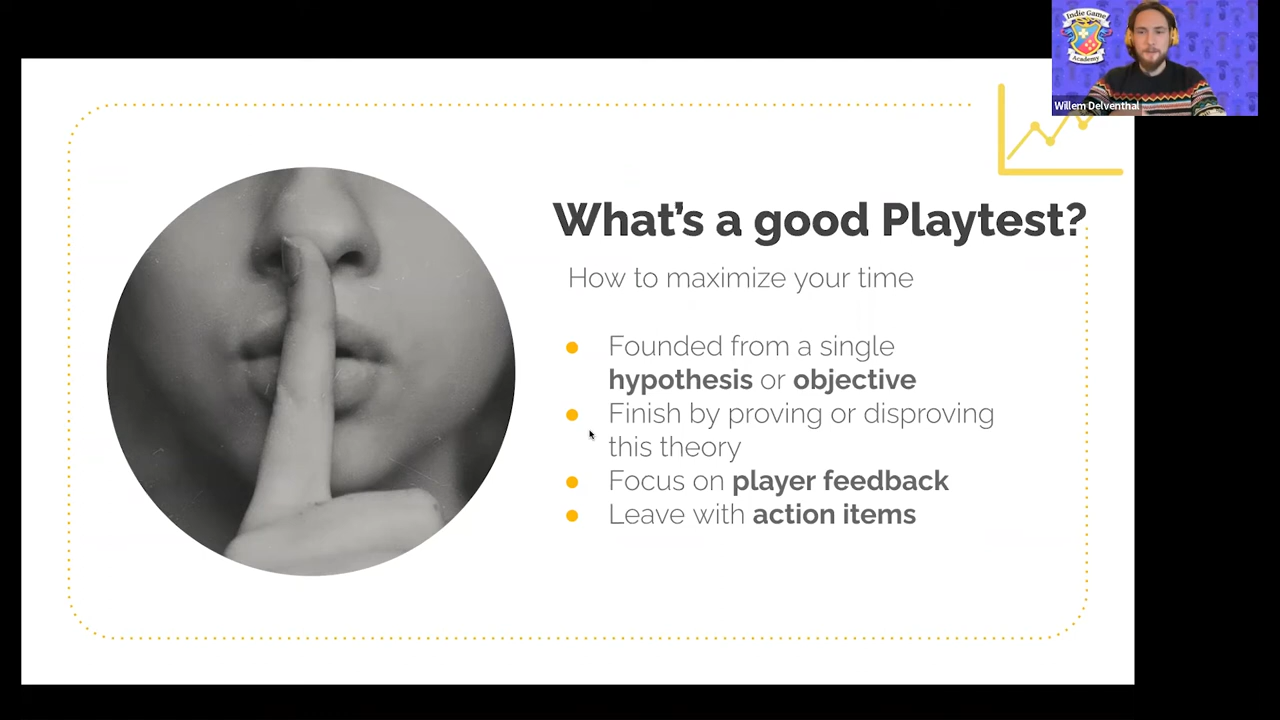 Indie Game
Academy
Willem Delventhal
What's a good Playtest?
How to maximize your time
● Founded from a single
hypothesis or objective
● Finish by proving or disproving
this theory
● Focus on player feedback
● Leave with action items